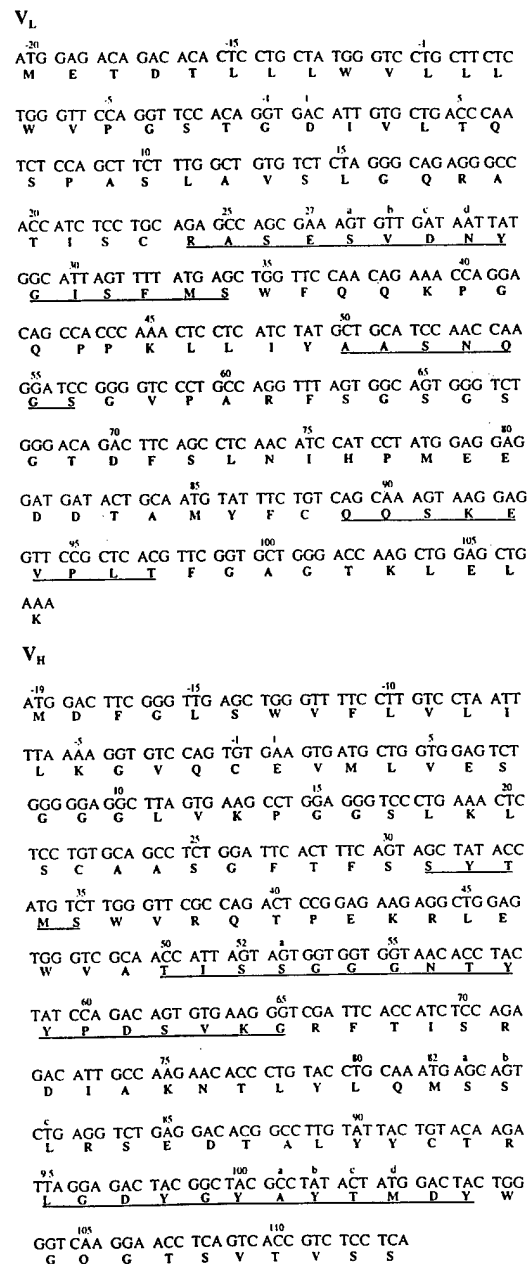 V_L
-20 -15 -1
ATG GAG ACA GAC ACA CTC CTG CTA TGG GTC CTG CTT CTC
M E T D T L L L W V L L L
-5 -1 1 5
TGG GTT CCA GGT TCC ACA GGT GAC ATT GTG CTG ACC CAA
W V P G S T G D I V L T Q
10 15
TCT CCA GCT TCT TTG GCT GTG TCT CTA GGG CAG AGG GCC
S P A S L A V S L G Q R A
20 25 27 a b c d
ACC ATC TCC TGC AGA GCC AGC GAA AGT GTT GAT AAT TAT
T I S C R A S E S V D N Y
30 35 40
GGC ATT AGT TTT ATG AGC TGG TTC CAA CAG AAA CCA GGA
G I S F M S W F Q Q K P G
45 50
CAG CCA CCC AAA CTC CTC ATC TAT GCT GCA TCC AAC CAA
Q P P K L L I Y A A S N Q
55 60 65
GGA TCC GGG GTC CCT GCC AGG TTT AGT GGC AGT GGG TCT
G S G V P A R F S G S G S
70 75 80
GGG ACA GAC TTC AGC CTC AAC ATC CAT CCT ATG GAG GAG
G T D F S L N I H P M E E
85 90
GAT GAT ACT GCA ATG TAT TTC TGT CAG CAA AGT AAG GAG
D D T A M Y F C Q Q S K E
95 100 105
GTT CCG CTC ACG TTC GGT GCT GGG ACC AAG CTG GAG CTG
V P L T F G A G T K L E L
AAA
K
V_H
-19 -15 -10
ATG GAC TTC GGG TTG AGC TGG GTT TTC CTT GTC CTA ATT
M D F G L S W V F L V L I
-5 -1 1 5
TTA AAA GGT GTC CAG TGT GAA GTG ATG CTG GTG GAG TCT
L K G V Q C E V M L V E S
10 15 20
GGG GGA GGC TTA GTG AAG CCT GGA GGG TCC CTG AAA CTC
G G G L V K P G G S L K L
25 30
TCC TGT GCA GCC TCT GGA TTC ACT TTC AGT AGC TAT ACC
S C A A S G F T F S S Y T
35 40 45
ATG TCT TGG GTT CGC CAG ACT CCG GAG AAG AGG CTG GAG
M S W V R Q T P E K R L E
50 52 a 55
TGG GTC GCA ACC ATT AGT AGT GGT GGT GGT AAC ACC TAC
W V A T I S S G G G N T Y
60 65 70
TAT CCA GAC AGT GTG AAG GGT CGA TTC ACC ATC TCC AGA
Y P D S V K G R F T I S R
75 80 82 a b
GAC ATT GCC AAG AAC ACC CTG TAC CTG CAA ATG AGC AGT
D I A K N T L Y L Q M S S
c 85 90
CTG AGG TCT GAG GAC ACG GCC TTG TAT TAC TGT ACA AGA
L R S E D T A L Y Y C T R
95 100 a b c d
TTA GGA GAC TAC GGC TAC GCC TAT ACT ATG GAC TAC TGG
L G D Y G Y A Y T M D Y W
105 110
GGT CAA GGA ACC TCA GTC ACC GTC TCC TCA
G Q G T S V T V S S